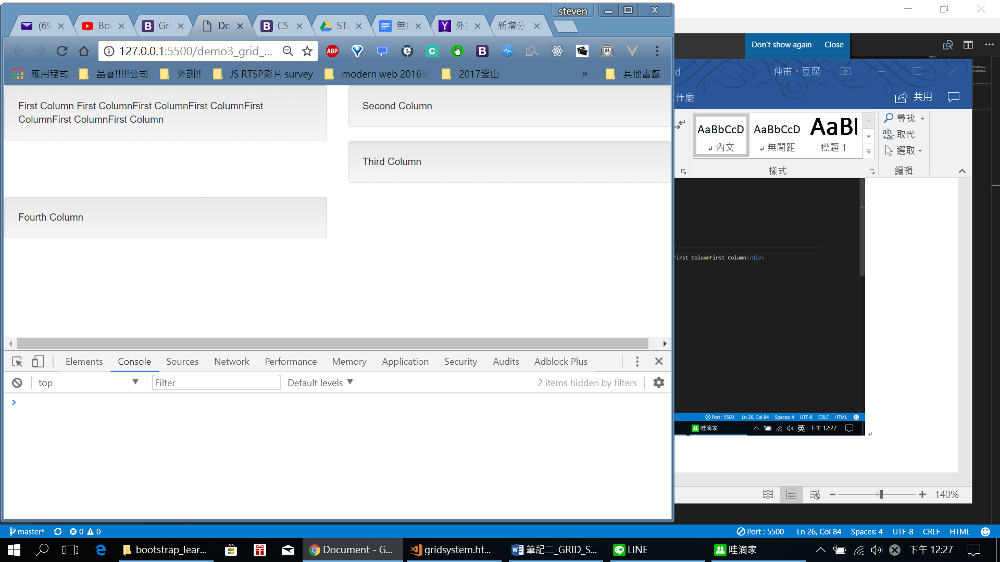 steven
(69
Bo
Gri
Do
CS
ST
無
外
新增分
Don't show again
Close
127.0.0.1:5500/demo3_grid_...
ABP
應用程式
晶睿!!!!!公司
外訓!!
JS RTSP影片 survey
modern web 2016外
2017釜山
»
其他書籤
仲甫。豆腐
什麼
共用
First Column First ColumnFirst ColumnFirst ColumnFirst
ColumnFirst ColumnFirst Column
Second Column
Third Column
Fourth Column
AaBbCcD
內文
AaBbCcD
無間距
AaBl
標題 1
尋找
取代
選取
樣式
編輯
First ColumnFirst Column</div>
Elements
Console
Sources
Network
Performance
Memory
Application
Security
Audits
Adblock Plus
top
Filter
Default levels
2 items hidden by filters
Port : 5500
Ln 26, Col 84
Spaces: 4
UTF-8
CRLF
HTML
哇滴家
英
下午 12:27
140%
master*
0
0
Port : 5500
Ln 26, Col 84
Spaces: 4
UTF-8
CRLF
HTML
bootstrap_lear...
Document - G...
gridsystem.ht...
筆記二_GRID_S...
LINE
哇滴家
下午 12:27